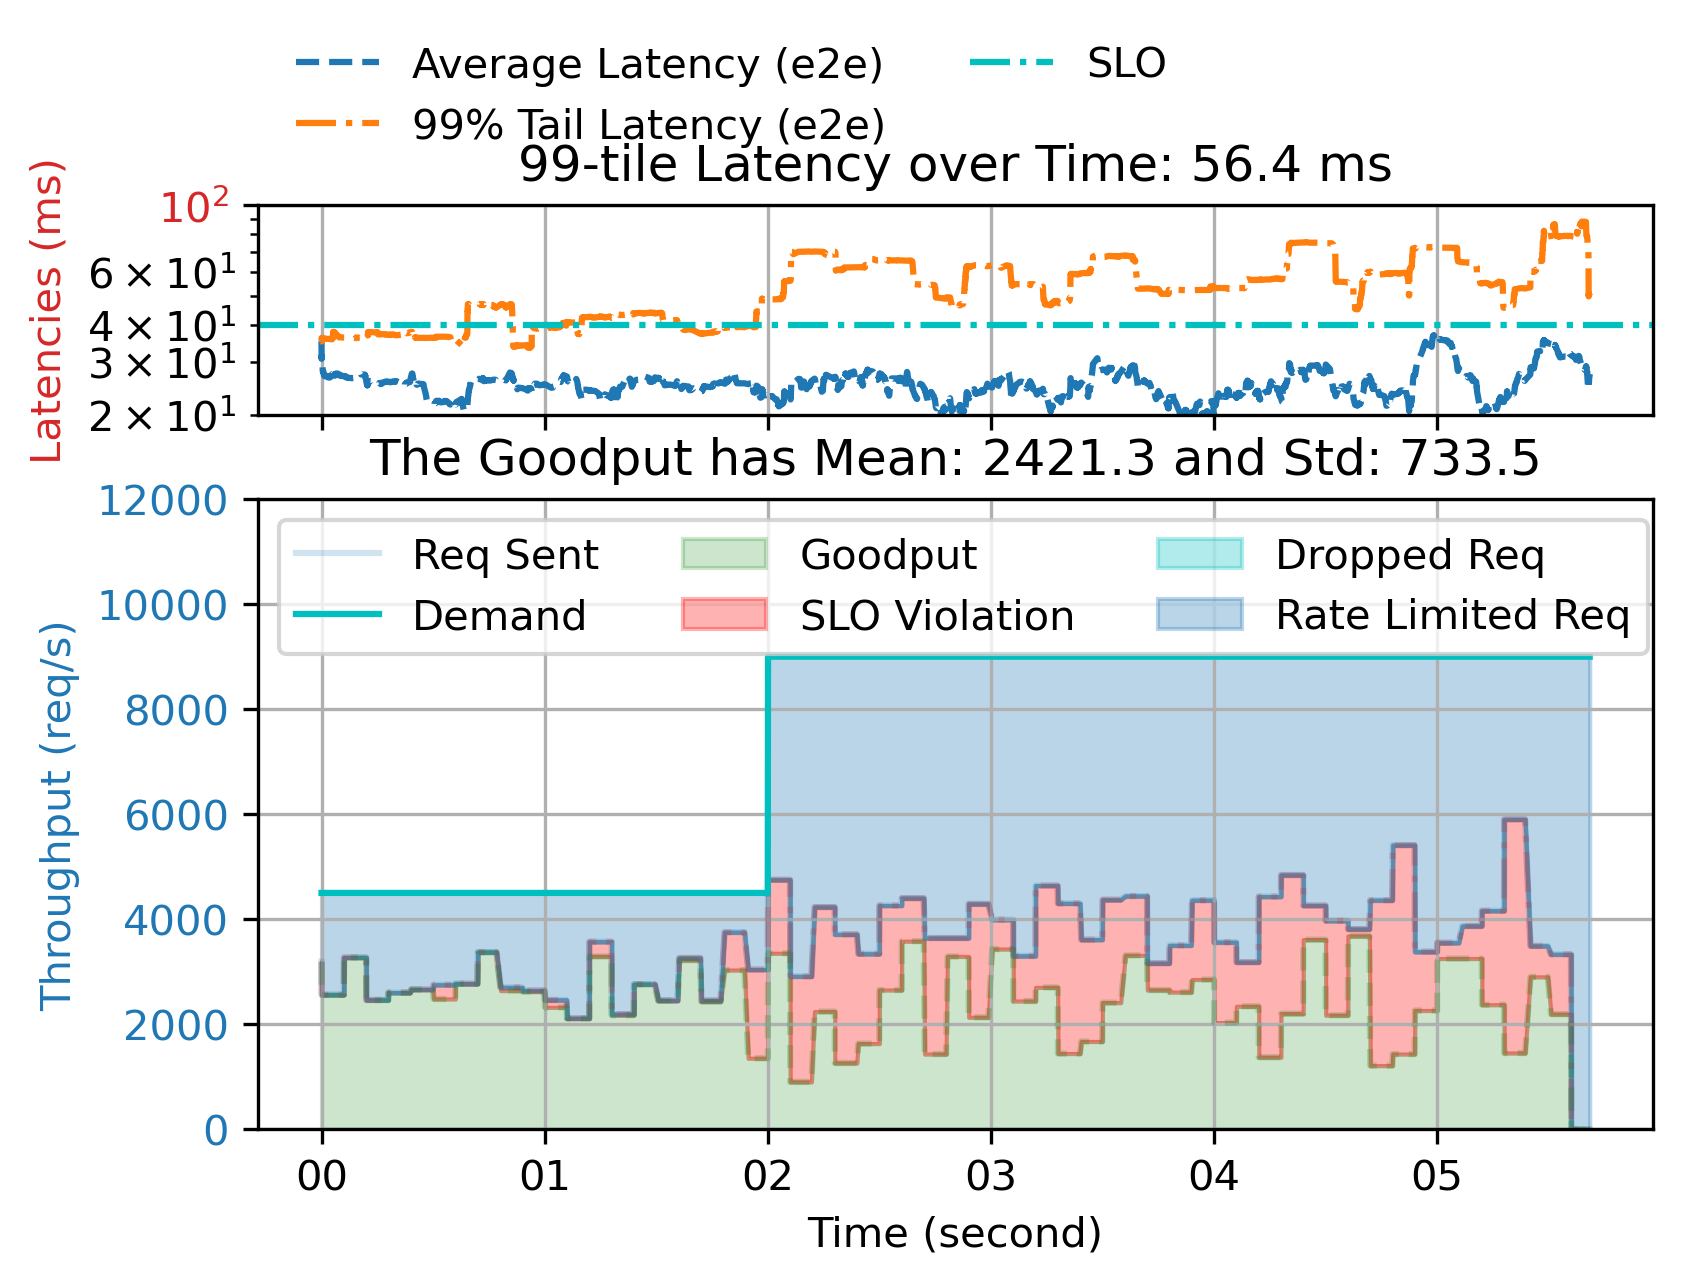 Average Latency (e2e) SLO
99% Tail Latency (e2e)
99-tile Latency over Time: 56.4 ms
Latencies (ms)
10²
6 × 10¹
4 × 10¹
3 × 10¹
2 × 10¹
The Goodput has Mean: 2421.3 and Std: 733.5
Throughput (req/s)
12000
10000
8000
6000
4000
2000
0
Req Sent Goodput Dropped Req
Demand SLO Violation Rate Limited Req
00 01 02 03 04 05
Time (second)